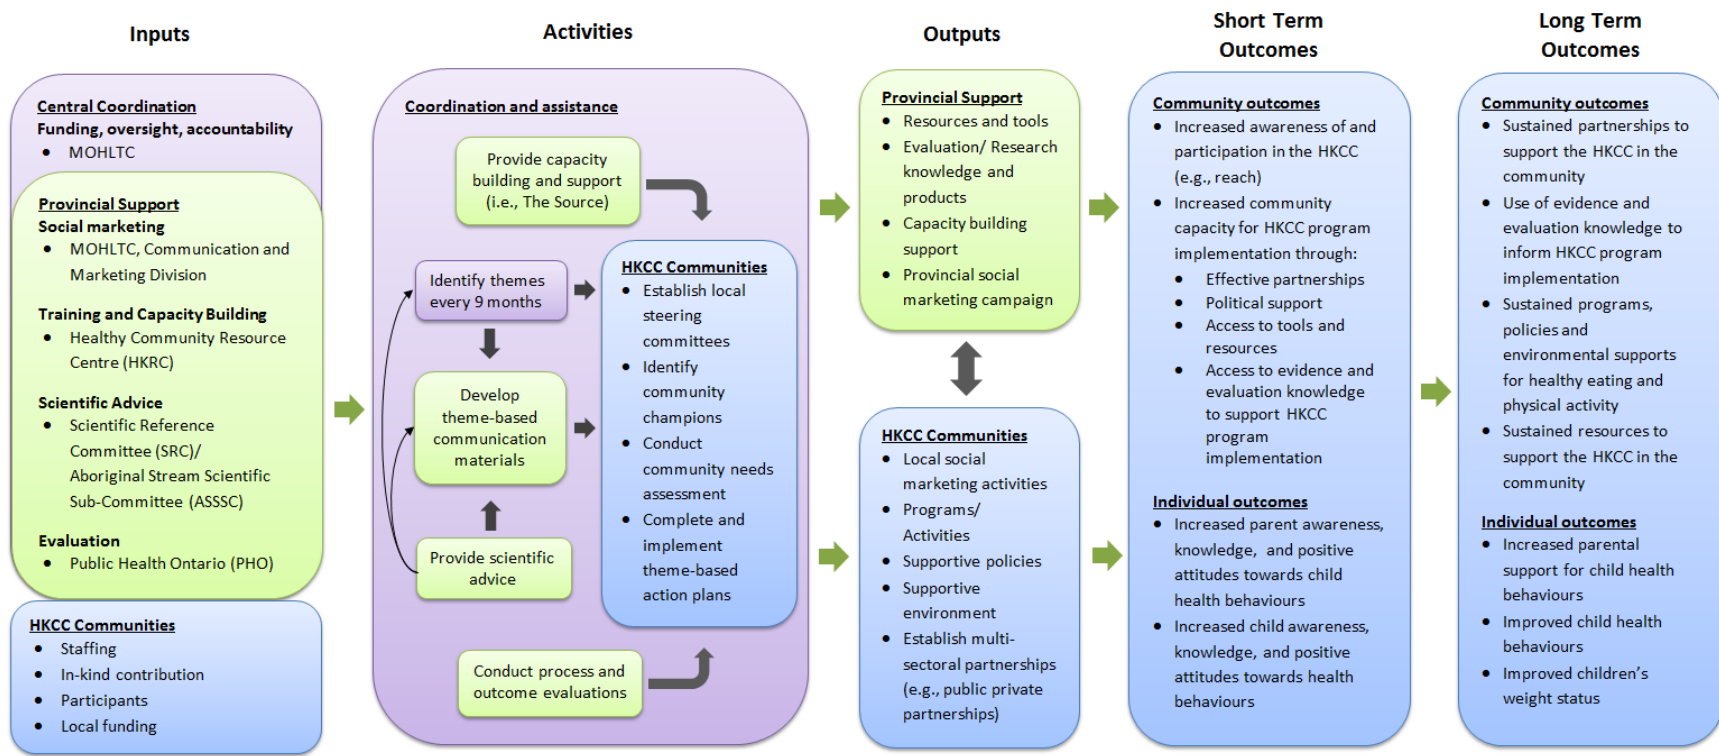 Inputs
Activities
Outputs
Short Term
Outcomes
Long Term
Outcomes
Central Coordination
Funding, oversight, accountability
• MOHLTC
Provincial Support
Social marketing
• MOHLTC, Communication and
Marketing Division
Training and Capacity Building
• Healthy Community Resource
Centre (HKRC)
Scientific Advice
• Scientific Reference
Committee (SRC)/
Aboriginal Stream Scientific
Sub-Committee (ASSSC)
Evaluation
• Public Health Ontario (PHO)
HKCC Communities
• Staffing
• In-kind contribution
• Participants
• Local funding
Coordination and assistance
Provide capacity
building and support
(i.e., The Source)
Identify themes
every 9 months
Develop
theme-based
communication
materials
Provide scientific
advice
Conduct process and
outcome evaluations
HKCC Communities
• Establish local
steering
committees
• Identify
community
champions
• Conduct
community needs
assessment
• Complete and
implement
theme-based
action plans
Provincial Support
• Resources and tools
• Evaluation/ Research
knowledge and
products
• Capacity building
support
• Provincial social
marketing campaign
HKCC Communities
• Local social
marketing activities
• Programs/
Activities
• Supportive policies
• Supportive
environment
• Establish multi-
sectoral partnerships
(e.g., public private
partnerships)
Community outcomes
• Increased awareness of and
participation in the HKCC
(e.g., reach)
• Increased community
capacity for HKCC program
implementation through:
• Effective partnerships
• Political support
• Access to tools and
resources
• Access to evidence and
evaluation knowledge
to support HKCC
program
implementation
Individual outcomes
• Increased parent awareness,
knowledge, and positive
attitudes towards child
health behaviours
• Increased child awareness,
knowledge, and positive
attitudes towards health
behaviours
Community outcomes
• Sustained partnerships to
support the HKCC in the
community
• Use of evidence and
evaluation knowledge to
inform HKCC program
implementation
• Sustained programs,
policies and
environmental supports
for healthy eating and
physical activity
• Sustained resources to
support the HKCC in the
community
Individual outcomes
• Increased parental
support for child health
behaviours
• Improved child health
behaviours
• Improved children's
weight status